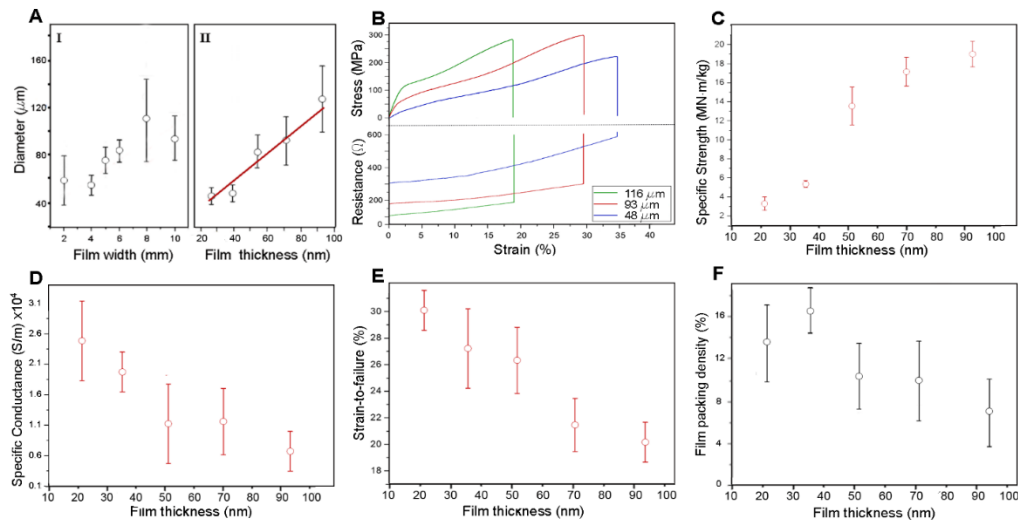 A
I
II
Diameter (μm)
160
120
80
40
2 4 6 8 10
Film width (mm)
20 30 40 50 60 70 80 90 100
Film thickness (nm)
B
Stress (MPa)
300
200
100
0
Resistance (Ω)
600
400
200
0
0 5 10 15 20 25 30 35 40
Strain (%)
116 μm
93 μm
48 μm
C
Specific Strength (MN·m/kg)
20
18
16
14
12
10
8
6
4
2
10 20 30 40 50 60 70 80 90 100
Film thickness (nm)
D
Specific Conductance (S/m) x10⁴
3.1
2.6
2.1
1.6
1.1
0.6
0.1
10 20 30 40 50 60 70 80 90 100
Film thickness (nm)
E
Strain-to-failure (%)
30
28
26
24
22
20
18
10 20 30 40 50 60 70 80 90 100
Film thickness (nm)
F
Film packing density (%)
16
12
8
4
0
10 20 30 40 50 60 70 80 90 100
Film thickness (nm)